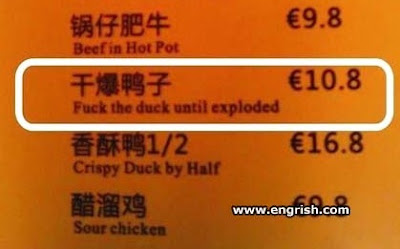 锅仔肥牛 €9.8
Beef in Hot Pot
干爆鸭子 €10.8
Fuck the duck until exploded
香酥鸭1/2 €16.8
Crispy Duck by Half
www.engrish.com
醋溜鸡 €9.8
Sour chicken